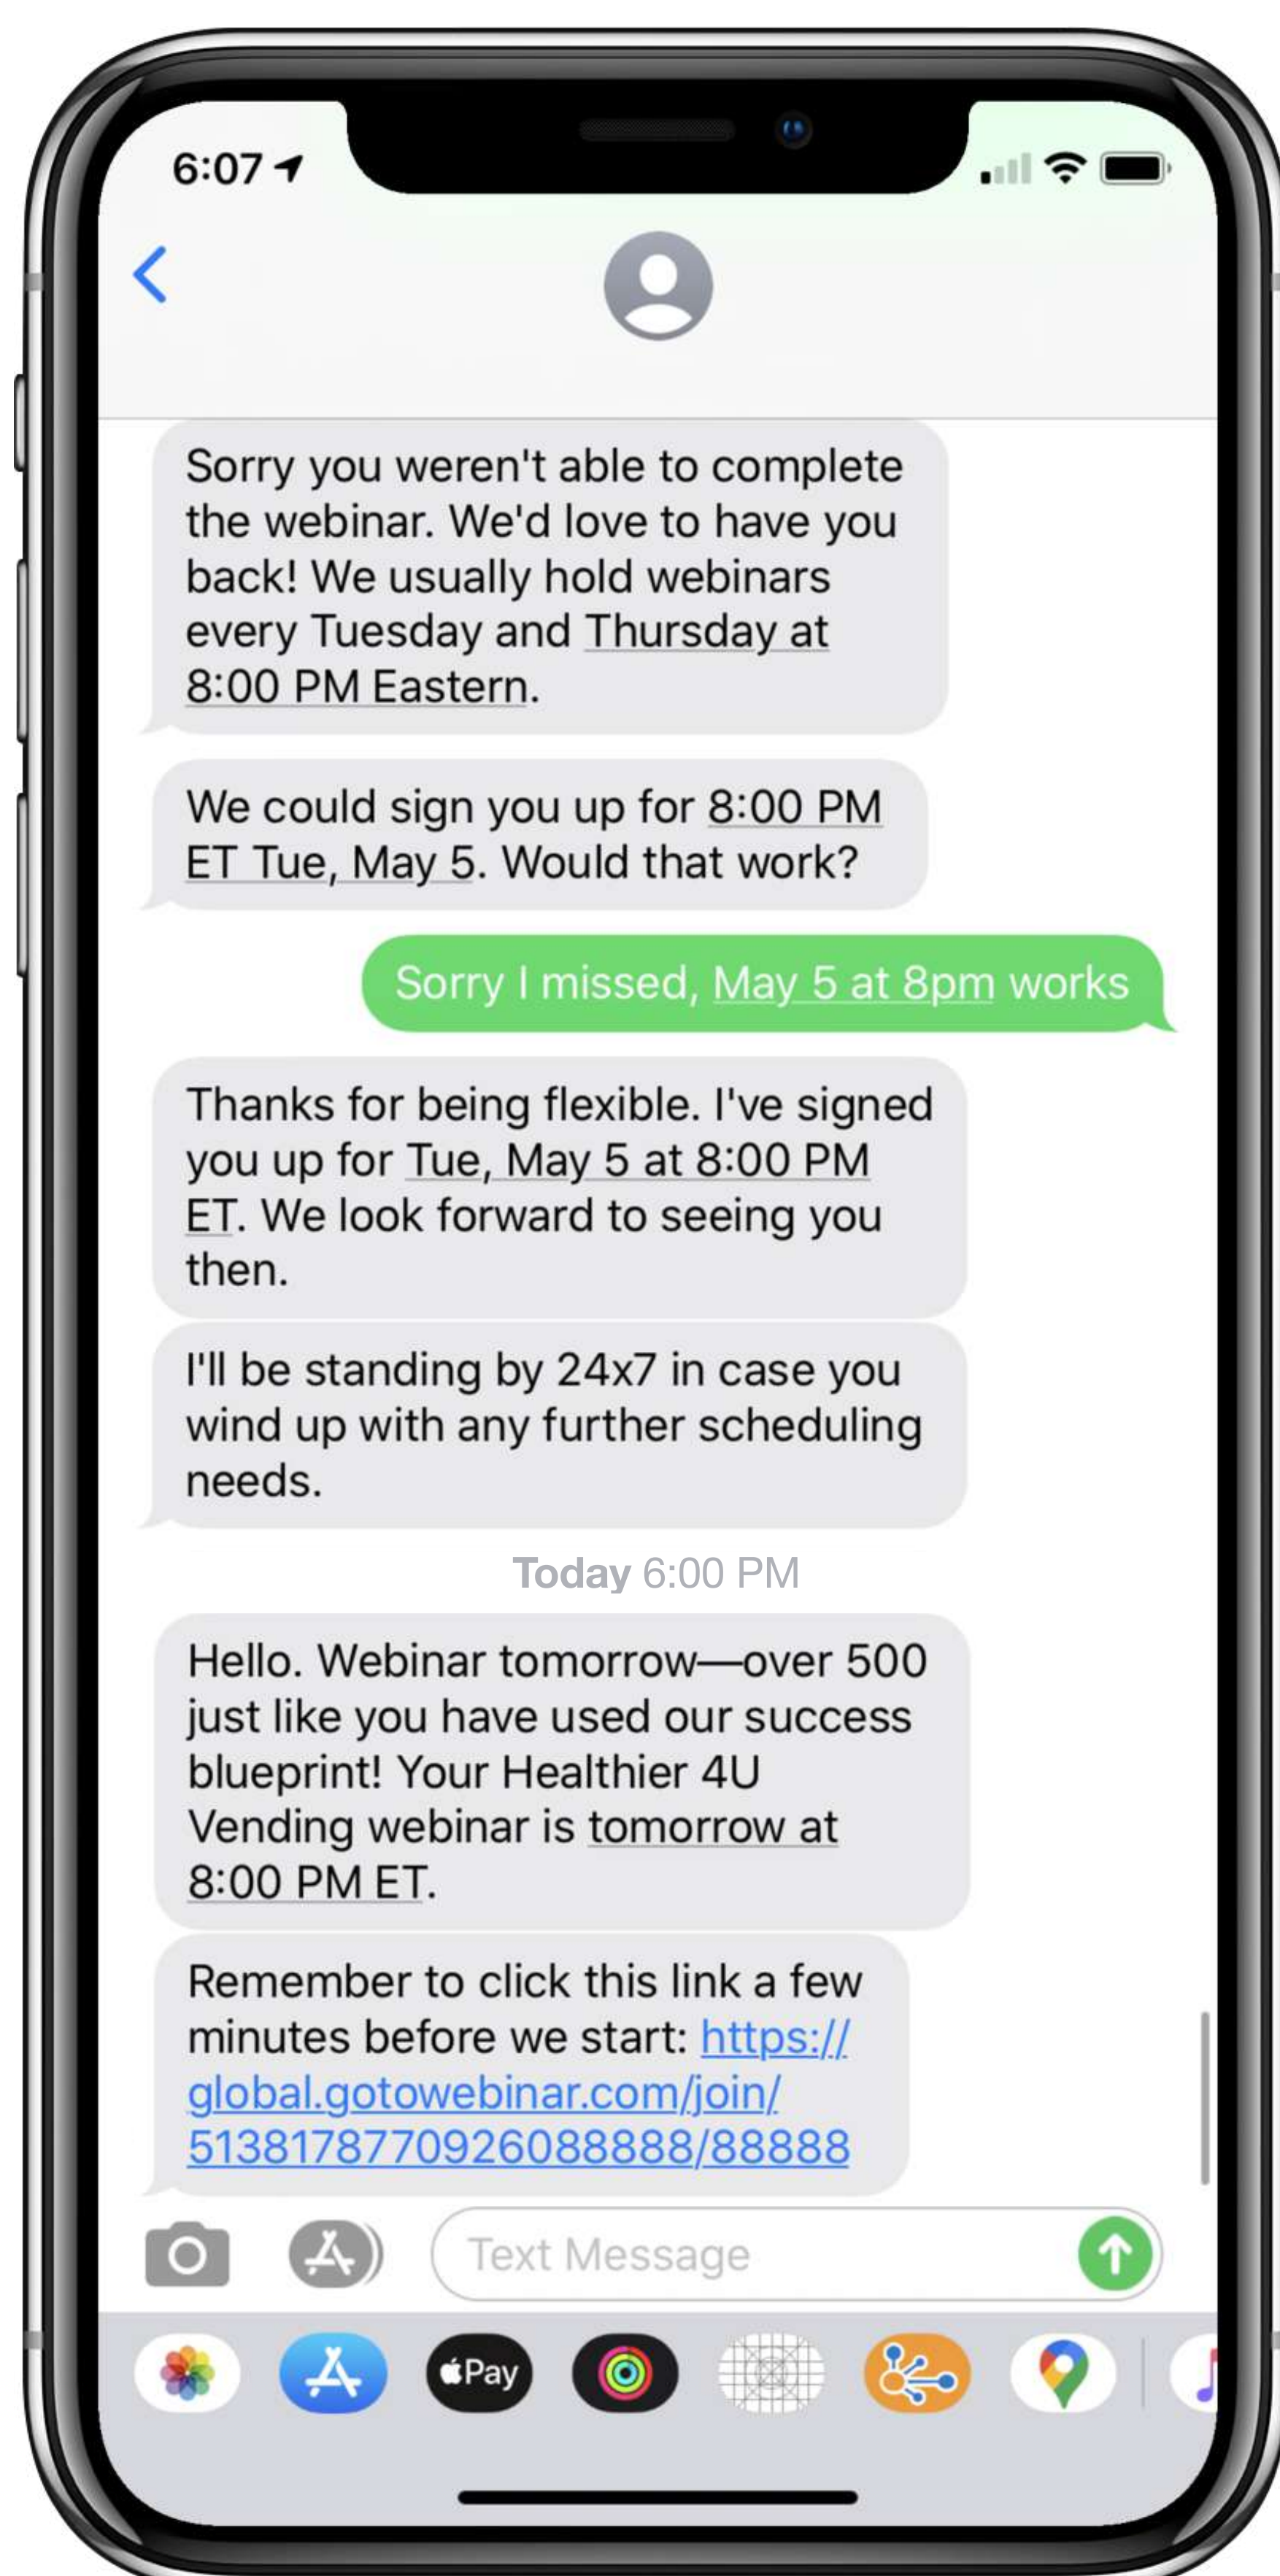 6:07
Sorry you weren't able to complete
the webinar. We'd love to have you
back! We usually hold webinars
every Tuesday and Thursday at
8:00 PM Eastern.
We could sign you up for 8:00 PM
ET Tue, May 5. Would that work?
Sorry I missed, May 5 at 8pm works
Thanks for being flexible. I've signed
you up for Tue, May 5 at 8:00 PM
ET. We look forward to seeing you
then.
I'll be standing by 24x7 in case you
wind up with any further scheduling
needs.
Today 6:00 PM
Hello. Webinar tomorrow—over 500
just like you have used our success
blueprint! Your Healthier 4U
Vending webinar is tomorrow at
8:00 PM ET.
Remember to click this link a few
minutes before we start: https://
global.gotowebinar.com/join/
5138178770926088888/88888
Text Message
Pay